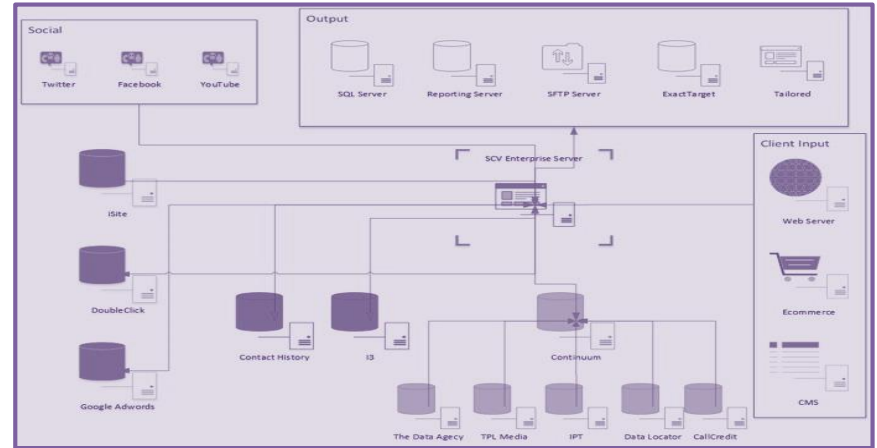 Social
Twitter
Facebook
YouTube
Output
SQL Server
Reporting Server
SFTP Server
ExactTarget
Tailored
SCV Enterprise Server
Client Input
Web Server
Ecommerce
CMS
iSite
DoubleClick
Google Adwords
Contact History
I3
Continuum
The Data Agecy
TPL Media
IPT
Data Locator
CallCredit